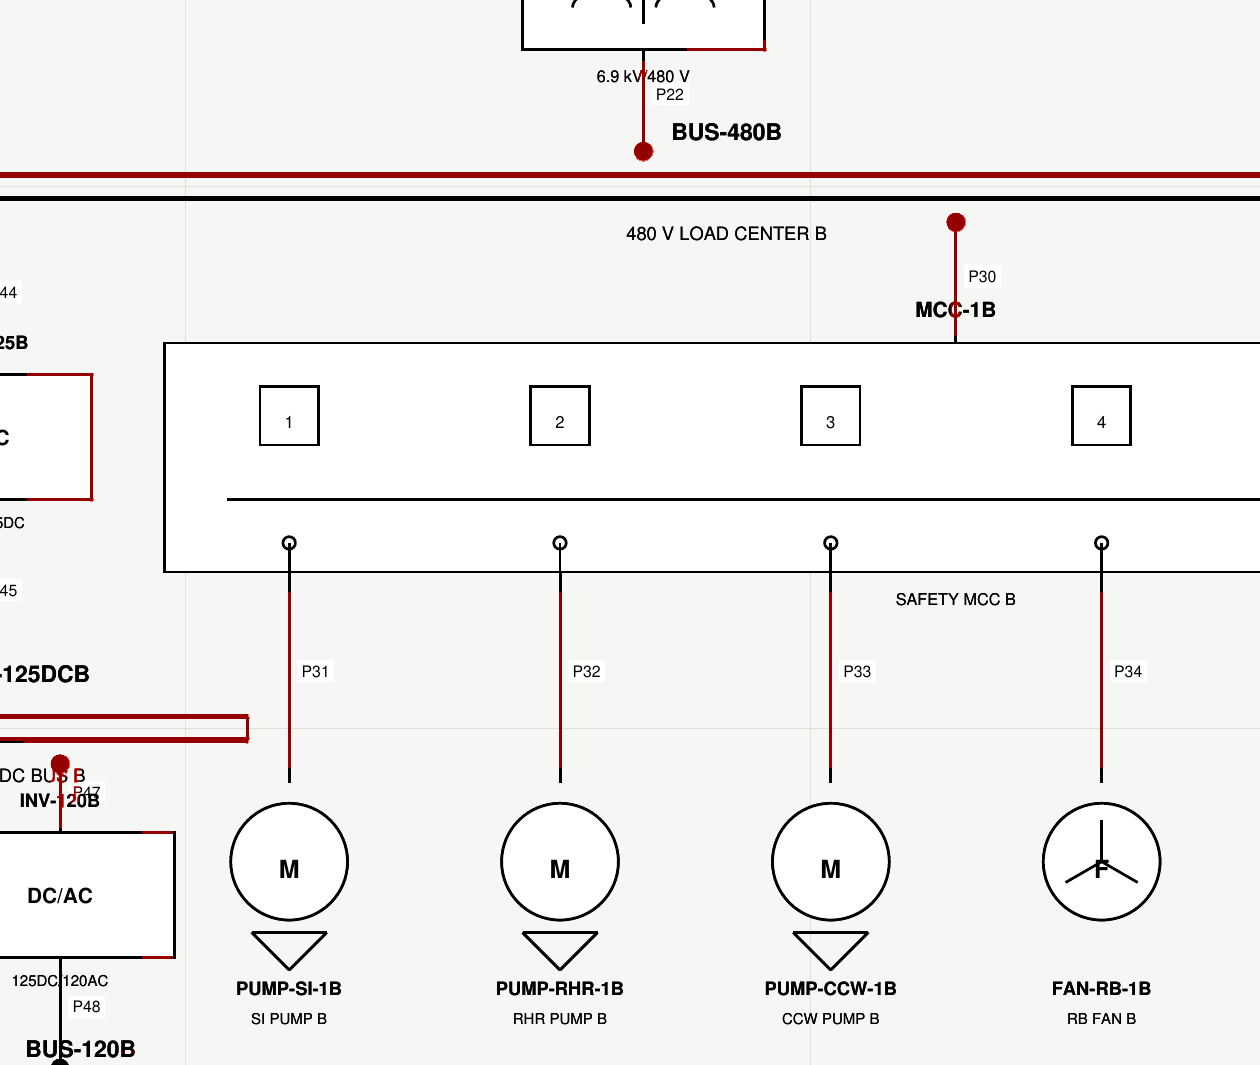 6.9 kV/480 V
P22
BUS-480B
480 V LOAD CENTER B
P30
44
MCC-1B
25B
1
2
3
4
C
5DC
45
SAFETY MCC B
P31
P32
P33
P34
-125DCB
DC BUS B
P47
INV-120B
M
M
M
F
DC/AC
125DC/120AC
PUMP-SI-1B
PUMP-RHR-1B
PUMP-CCW-1B
FAN-RB-1B
P48
SI PUMP B
RHR PUMP B
CCW PUMP B
RB FAN B
BUS-120B